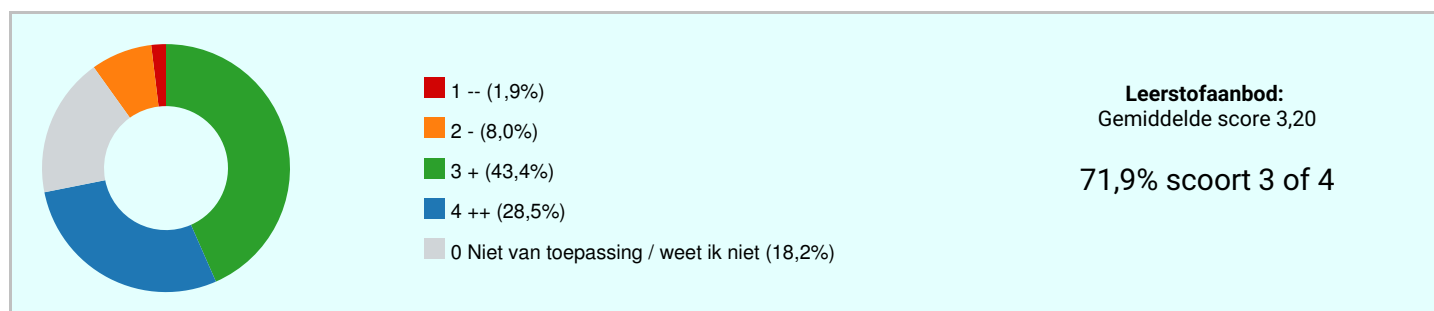 1 -- (1,9%)
2 - (8,0%)
3 + (43,4%)
4 ++ (28,5%)
0 Niet van toepassing / weet ik niet (18,2%)
Leerstofaanbod:
Gemiddelde score 3,20
71,9% scoort 3 of 4